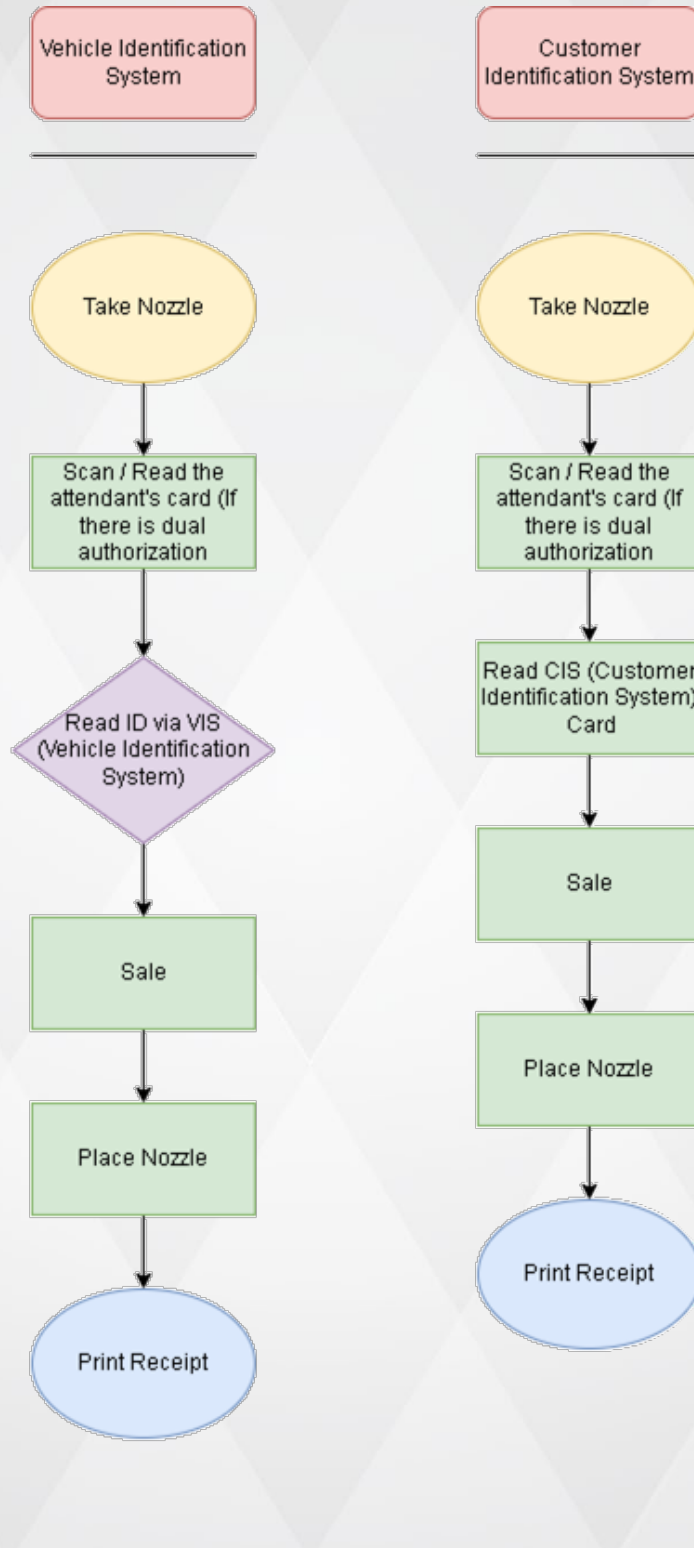 Vehicle Identification
System
Take Nozzle
Scan / Read the
attendant's card (If
there is dual
authorization
Read ID via VIS
(Vehicle Identification
System)
Sale
Place Nozzle
Print Receipt
Customer
Identification System
Take Nozzle
Scan / Read the
attendant's card (If
there is dual
authorization
Read CIS (Customer
Identification System)
Card
Sale
Place Nozzle
Print Receipt